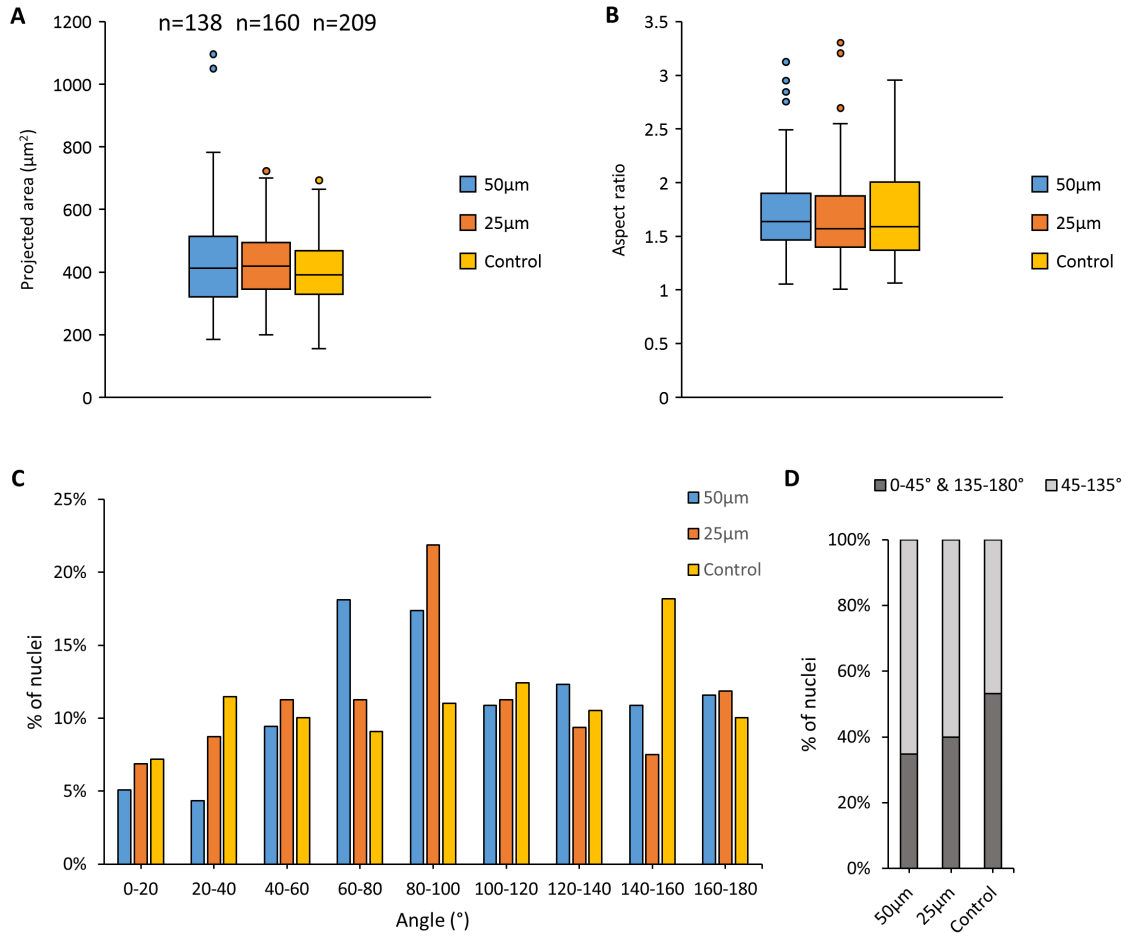 A
n=138 n=160 n=209
Projected area (µm²)
1200
1000
800
600
400
200
0
50µm
25µm
Control
B
Aspect ratio
3.5
3
2.5
2
1.5
1
0.5
0
50µm
25µm
Control
C
% of nuclei
25%
20%
15%
10%
5%
0%
50µm
25µm
Control
0-20 20-40 40-60 60-80 80-100 100-120 120-140 140-160 160-180
Angle (°)
D
0-45° & 135-180° 45-135°
% of nuclei
100%
80%
60%
40%
20%
0%
50µm 25µm Control